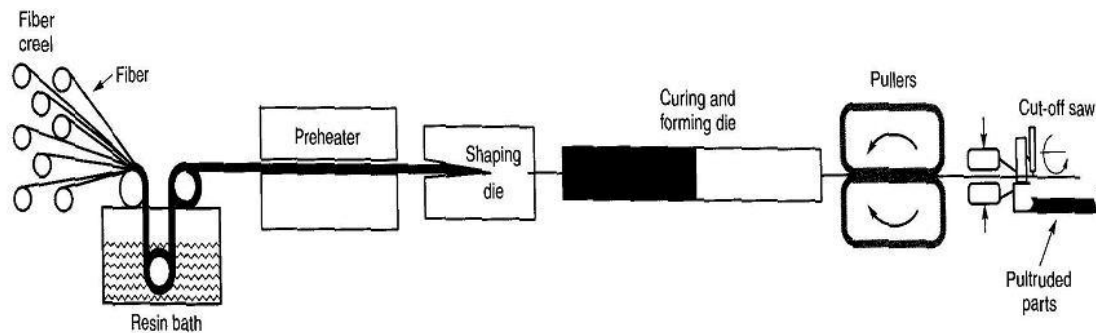 Fiber
creel
Fiber
Resin bath
Preheater
Shaping
die
Curing and
forming die
Pullers
Cut-off saw
Pultruded
parts